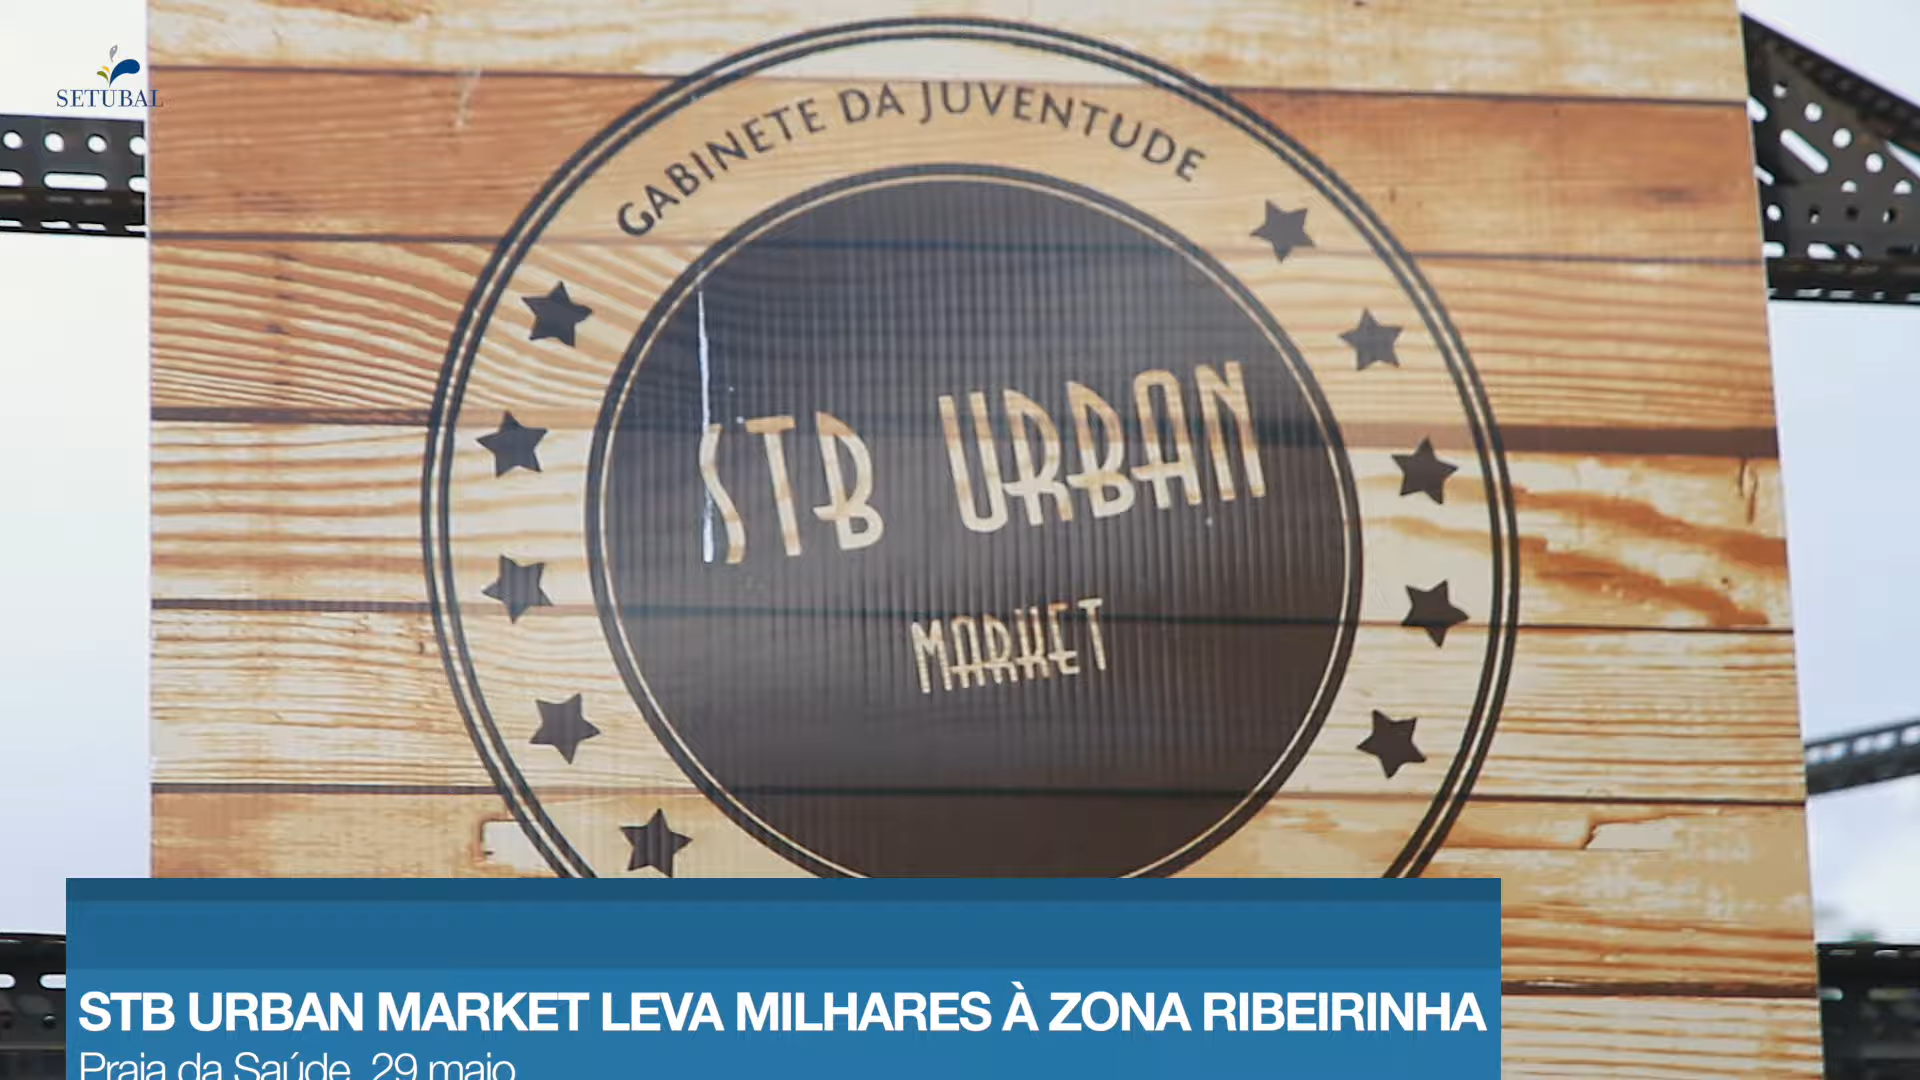 SETUBAL
GABINETE DA JUVENTUDE
STB URBAN
MARKET
STB URBAN MARKET LEVA MILHARES À ZONA RIBEIRINHA
Praia da Saúde, 29 maio